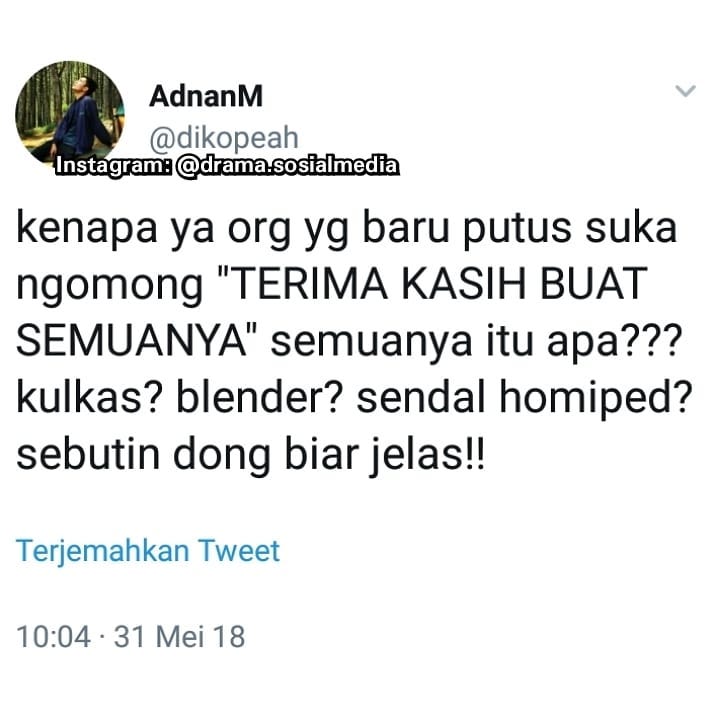 AdnanM
@dikopeah
Instagram: @drama.sosialmedia
kenapa ya org yg baru putus suka
ngomong "TERIMA KASIH BUAT
SEMUANYA" semuanya itu apa???
kulkas? blender? sendal homiped?
sebutin dong biar jelas!!
Terjemahkan Tweet
10:04 · 31 Mei 18